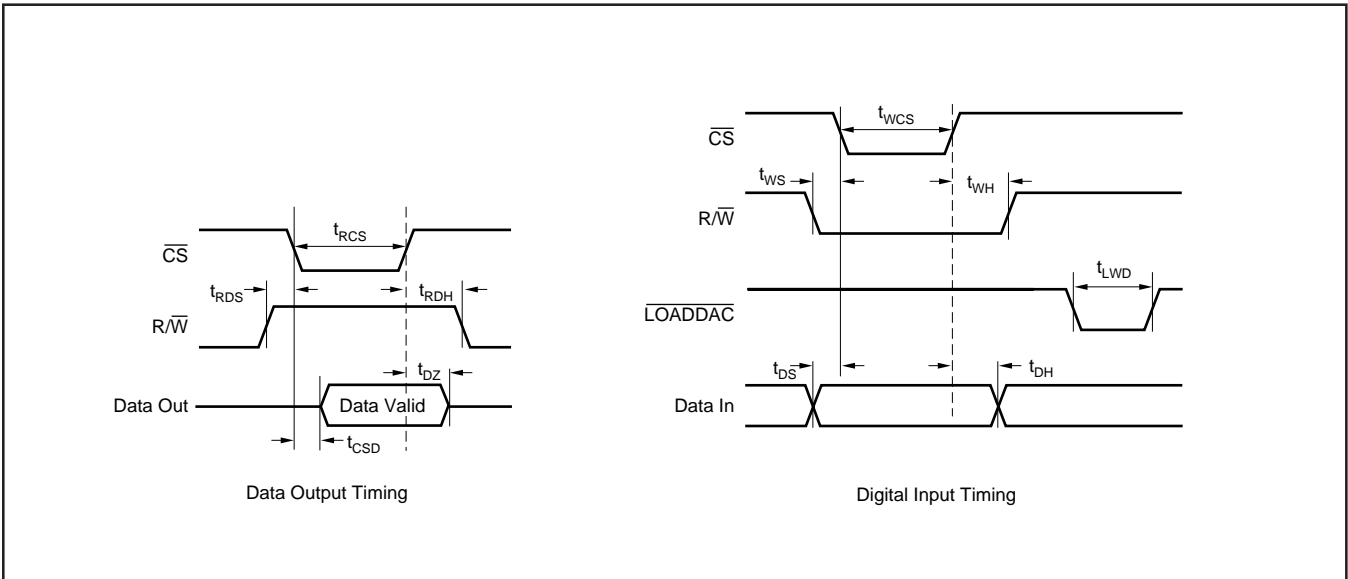 CS
tRCS
tRDS
tRDH
R/W
tDZ
Data Out
Data Valid
tCSD
Data Output Timing
tWCS
CS
tWS
tWH
R/W
tLWD
LOADDAC
tDS
tDH
Data In
Digital Input Timing